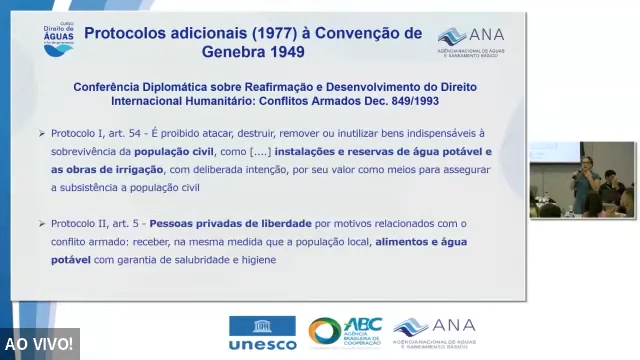 CURSO
Direito de
ÁGUAS
ANA
AGÊNCIA NACIONAL DE ÁGUAS
E SANEAMENTO BÁSICO
Protocolos adicionais (1977) à Convenção de
Genebra 1949
Conferência Diplomática sobre Reafirmação e Desenvolvimento do Direito
Internacional Humanitário: Conflitos Armados Dec. 849/1993
Protocolo I, art. 54 - É proibido atacar, destruir, remover ou inutilizar bens indispensáveis à
sobrevivência da população civil, como [....] instalações e reservas de água potável e
as obras de irrigação, com deliberada intenção, por seu valor como meios para assegurar
a subsistência a população civil
Protocolo II, art. 5 - Pessoas privadas de liberdade por motivos relacionados com o
conflito armado: receber, na mesma medida que a população local, alimentos e água
potável com garantia de salubridade e higiene
unesco
ABC
AGÊNCIA
BRASILEIRA DE
COOPERAÇÃO
ANA
AGÊNCIA NACIONAL DE ÁGUAS
E SANEAMENTO BÁSICO
AO VIVO!